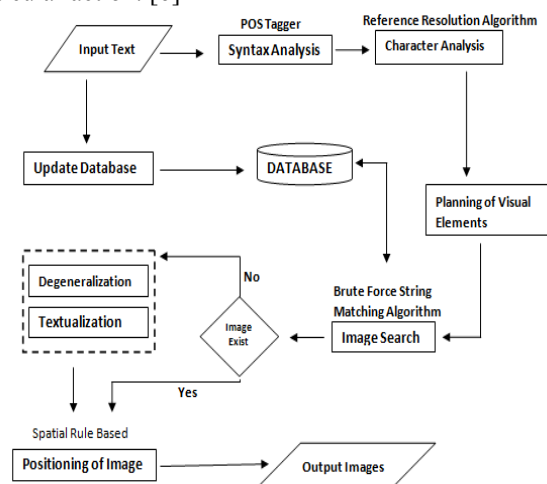 POS Tagger
Reference Resolution Algorithm
Input Text
Syntax Analysis
Character Analysis
Update Database
DATABASE
Planning of Visual
Elements
Degeneralization
Textualization
No
Image
Exist
Yes
Brute Force String
Matching Algorithm
Image Search
Spatial Rule Based
Positioning of Image
Output Images